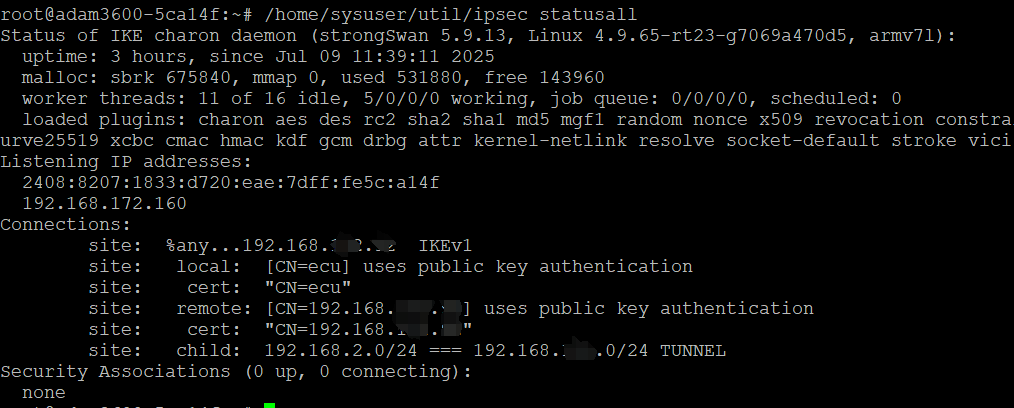 root@adam3600-5ca14f:~# /home/sysuser/util/ipsec statusall
Status of IKE charon daemon (strongSwan 5.9.13, Linux 4.9.65-rt23-g7069a470d5, armv7l):
  uptime: 3 hours, since Jul 09 11:39:11 2025
  malloc: sbrk 675840, mmap 0, used 531880, free 143960
  worker threads: 11 of 16 idle, 5/0/0/0 working, job queue: 0/0/0/0, scheduled: 0
  loaded plugins: charon aes des rc2 sha2 sha1 md5 mgf1 random nonce x509 revocation constra
urve25519 xcbc cmac hmac kdf gcm drbg attr kernel-netlink resolve socket-default stroke vici
Listening IP addresses:
  2408:8207:1833:d720:eae:7dff:fe5c:a14f
  192.168.172.160
Connections:
        site:  %any...192.168.  IKEv1
        site:   local:  [CN=ecu] uses public key authentication
        site:    cert:  "CN=ecu"
        site:   remote: [CN=192.168. ] uses public key authentication
        site:    cert:  "CN=192.168. "
        site:   child:  192.168.2.0/24 === 192.168. .0/24 TUNNEL
Security Associations (0 up, 0 connecting):
  none